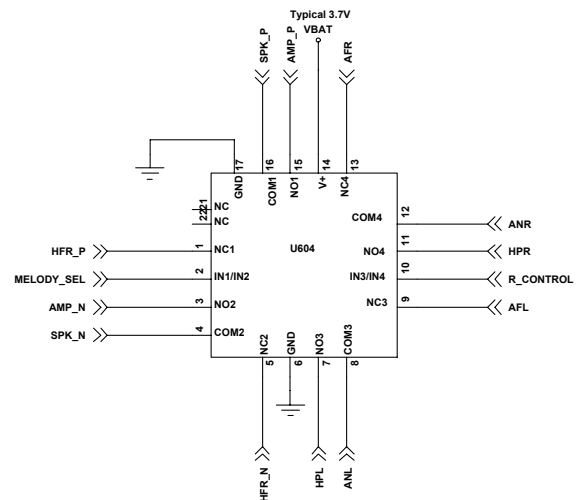 Typical 3.7V
VBAT
SPK_P
AMP_P
AFR
17
16
15
14
13
GND
COM1
NO1
V+
NC4
21
NC
22
NC
COM4
12
ANR
HFR_P
1
NC1
U604
NO4
11
HPR
MELODY_SEL
2
IN1/IN2
IN3/IN4
10
R_CONTROL
AMP_N
3
NO2
NC3
9
AFL
SPK_N
4
COM2
NC2
GND
NO3
COM3
5
6
7
8
HFR_N
HPL
ANL